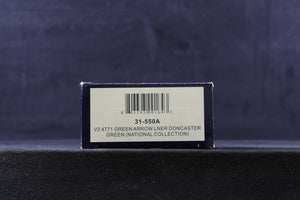 31-550A
V2 4771 GREEN ARROW LNER DONCASTER
GREEN (NATIONAL COLLECTION)